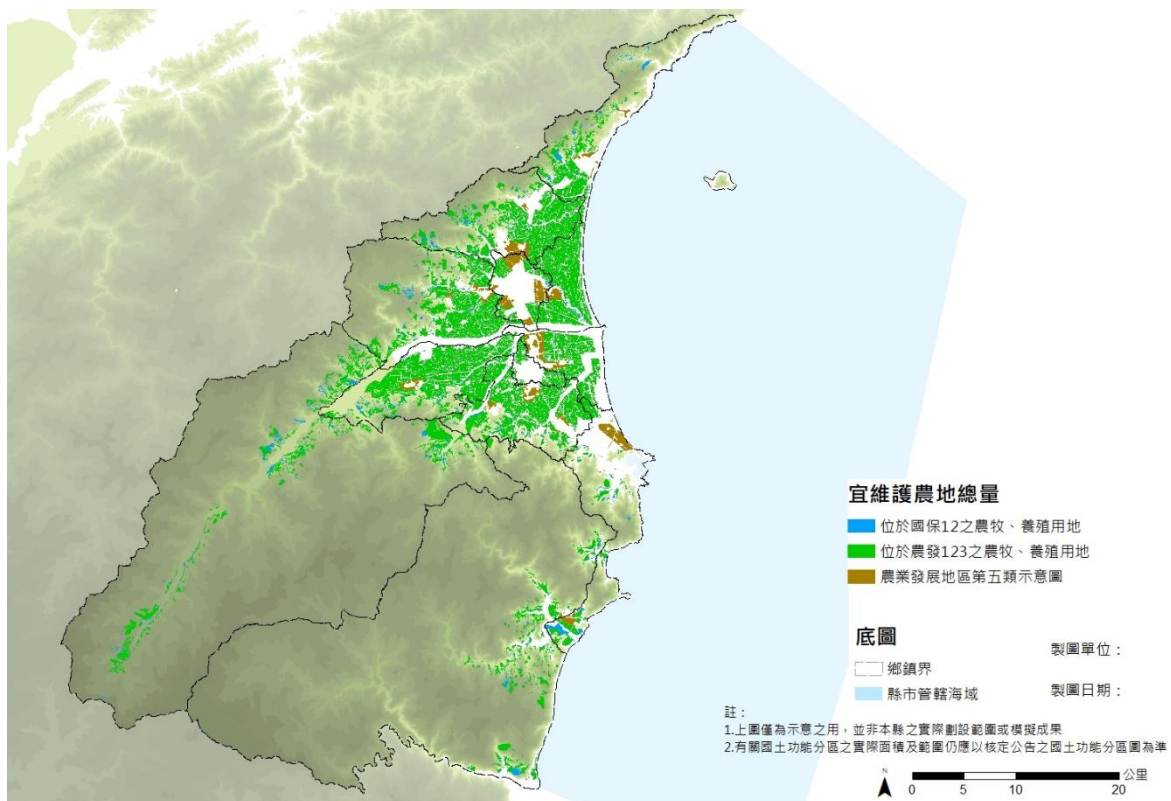 宜維護農地總量
位於國保12之農牧、養殖用地
位於農發123之農牧、養殖用地
農業發展地區第五類示意圖
底圖
鄉鎮界
縣市管轄海域
製圖單位：
製圖日期：
註：
1.上圖僅為示意之用，並非本縣之實際劃設範圍或模擬成果
2.有關國土功能分區之實際面積及範圍仍應以核定公告之國土功能分區圖為準
N
0 5 10 20 公里